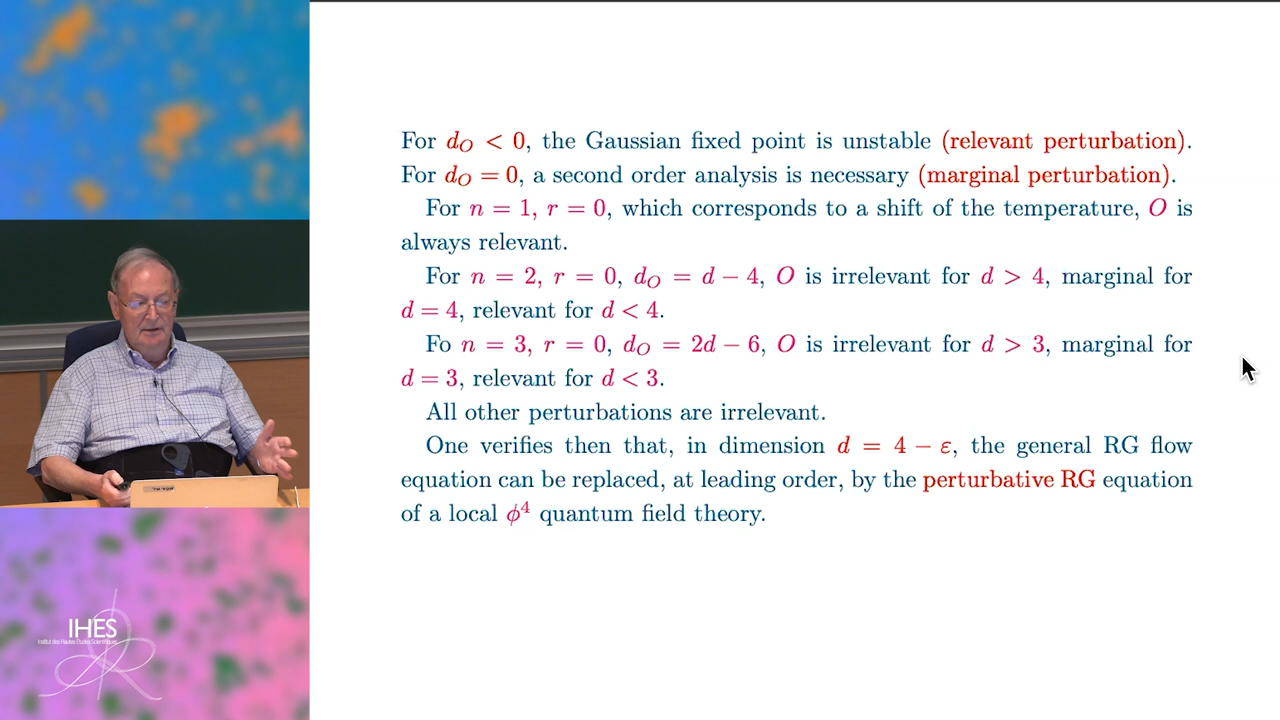 For d_O < 0, the Gaussian fixed point is unstable (relevant perturbation).
For d_O = 0, a second order analysis is necessary (marginal perturbation).
For n = 1, r = 0, which corresponds to a shift of the temperature, O is
always relevant.
For n = 2, r = 0, d_O = d − 4, O is irrelevant for d > 4, marginal for
d = 4, relevant for d < 4.
Fo n = 3, r = 0, d_O = 2d − 6, O is irrelevant for d > 3, marginal for
d = 3, relevant for d < 3.
All other perturbations are irrelevant.
One verifies then that, in dimension d = 4 − ε, the general RG flow
equation can be replaced, at leading order, by the perturbative RG equation
of a local ϕ⁴ quantum field theory.
IHES
Institut des Hautes Études Scientifiques